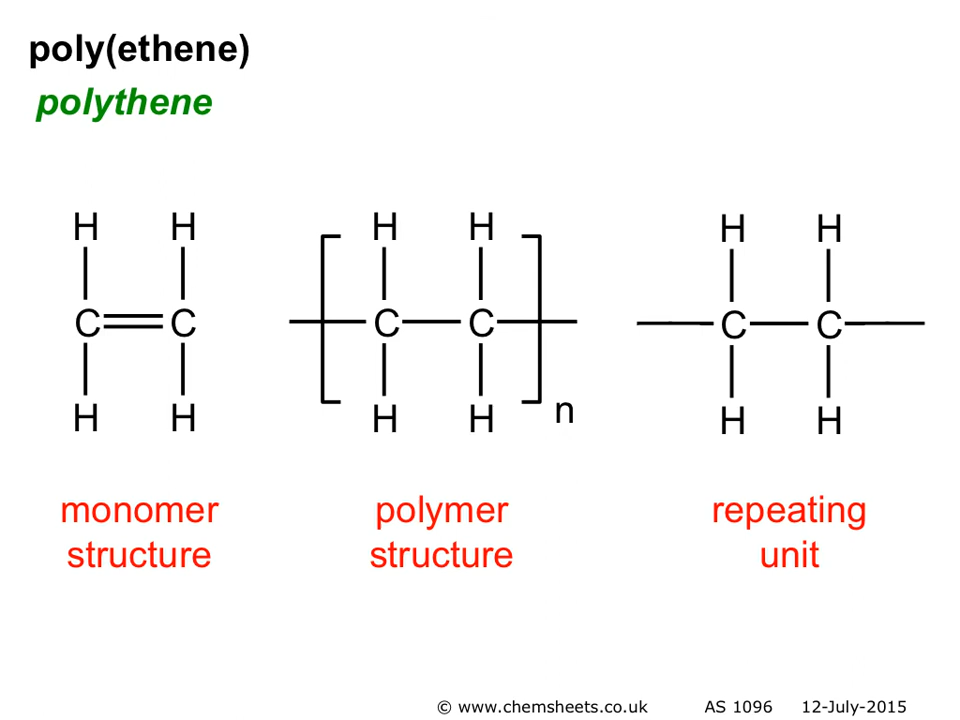 poly(ethene)
polythene
H H H H H H
C C C C C C
H H H H n H H
monomer structure
polymer structure
repeating unit
© www.chemsheets.co.uk AS 1096 12-July-2015